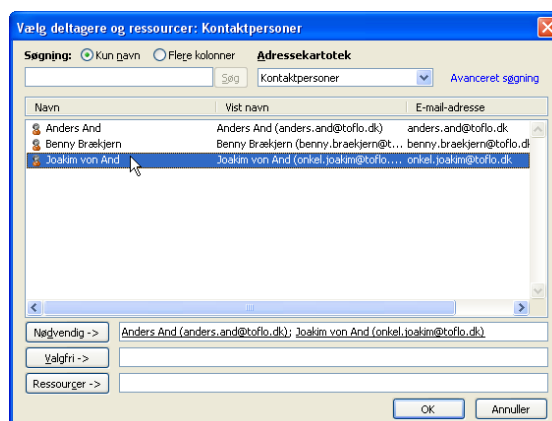 Vælg deltagere og ressourcer: Kontaktpersoner
Søgning: Kun navn Flere kolonner Adressekartotek
Søg Kontaktpersoner Avanceret søgning
Navn Vist navn E-mail-adresse
Anders And Anders And (anders.and@toflo.dk) anders.and@toflo.dk
Benny Brækjern Benny Brækjern (benny.braekjern@t... benny.braekjern@toflo.dk
Joakim von And Joakim von And (onkel.joakim@toflo.... onkel.joakim@toflo.dk
Nødvendig -> Anders And (anders.and@toflo.dk); Joakim von And (onkel.joakim@toflo.dk)
Valgfri ->
Ressourcer ->
OK Annuller